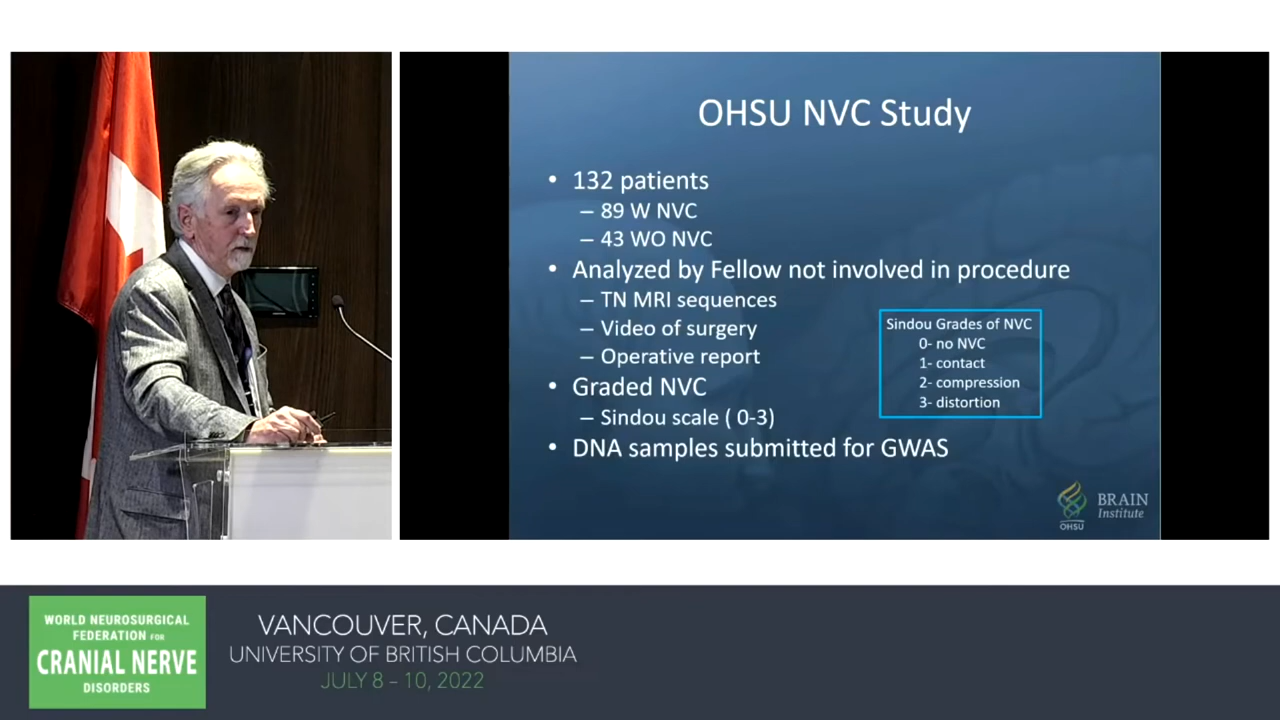 OHSU NVC Study
• 132 patients
– 89 W NVC
– 43 WO NVC
• Analyzed by Fellow not involved in procedure
– TN MRI sequences
– Video of surgery
– Operative report
• Graded NVC
– Sindou scale ( 0-3)
• DNA samples submitted for GWAS
Sindou Grades of NVC
0- no NVC
1- contact
2- compression
3- distortion
BRAIN
Institute
OHSU
WORLD NEUROSURGICAL
FEDERATION FOR
CRANIAL NERVE
DISORDERS
VANCOUVER, CANADA
UNIVERSITY OF BRITISH COLUMBIA
JULY 8 – 10, 2022